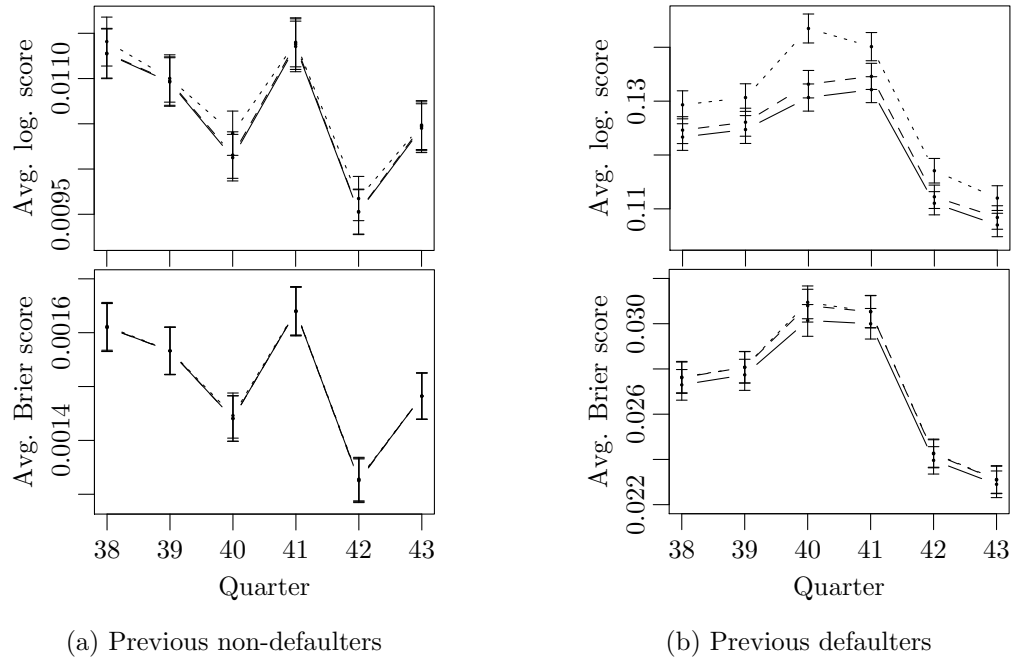 Avg. log. score
0.0110
0.0095
Avg. Brier score
0.0016
0.0014
38 39 40 41 42 43
Quarter
(a) Previous non-defaulters
Avg. log. score
0.13
0.11
Avg. Brier score
0.030
0.026
0.022
38 39 40 41 42 43
Quarter
(b) Previous defaulters